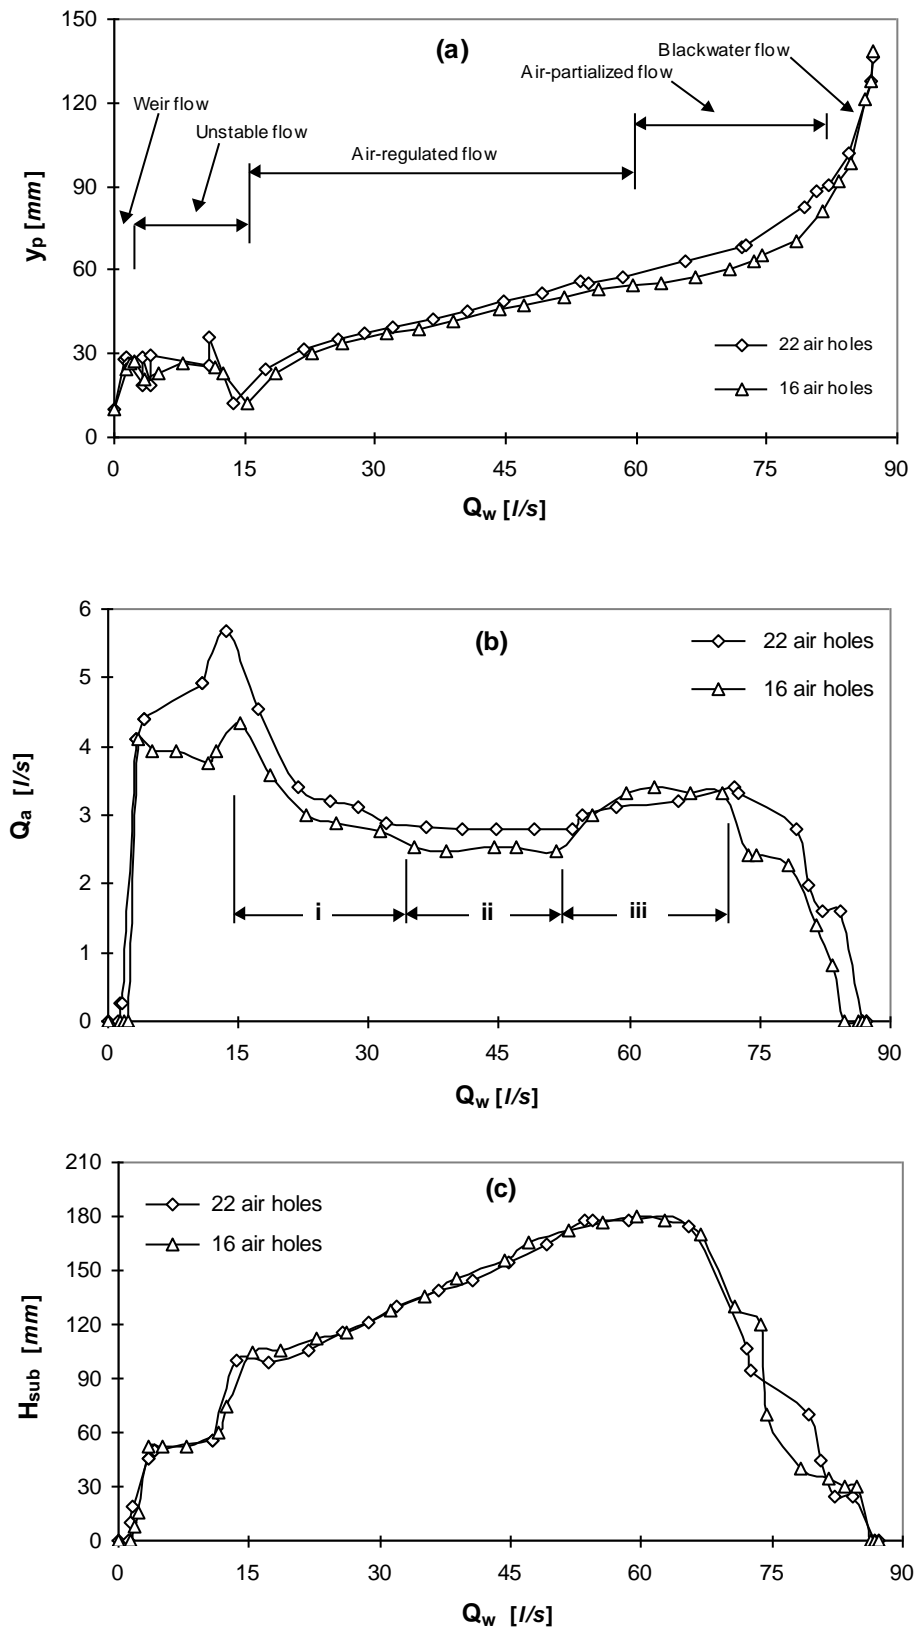 150
(a)
Blackwater flow
Air-partialized flow
120
Weir flow
Unstable flow
Air-regulated flow
90
yp [mm]
60
30
22 air holes
16 air holes
0
0 15 30 45 60 75 90
Qw [l/s]
6
(b)
22 air holes
5
16 air holes
4
Qa [l/s]
3
2
i ii iii
1
0
0 15 30 45 60 75 90
Qw [l/s]
210
(c)
22 air holes
180
16 air holes
150
120
Hsub [mm]
90
60
30
0
0 15 30 45 60 75 90
Qw [l/s]